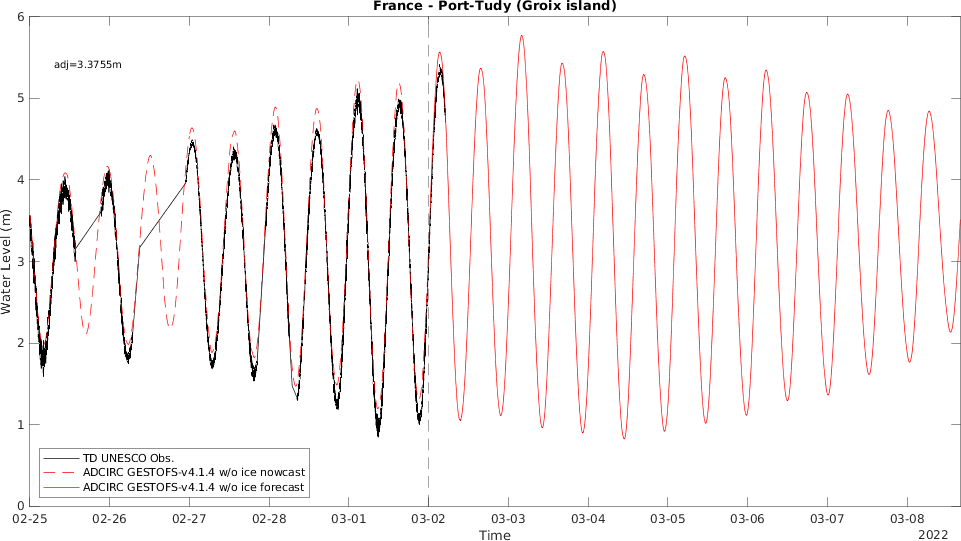 France - Port-Tudy (Groix island)
adj=3.3755m
Water Level (m)
6
5
4
3
2
1
0
TD UNESCO Obs.
ADCIRC GESTOFS-v4.1.4 w/o ice nowcast
ADCIRC GESTOFS-v4.1.4 w/o ice forecast
02-25 02-26 02-27 02-28 03-01 03-02 03-03 03-04 03-05 03-06 03-07 03-08
Time
2022